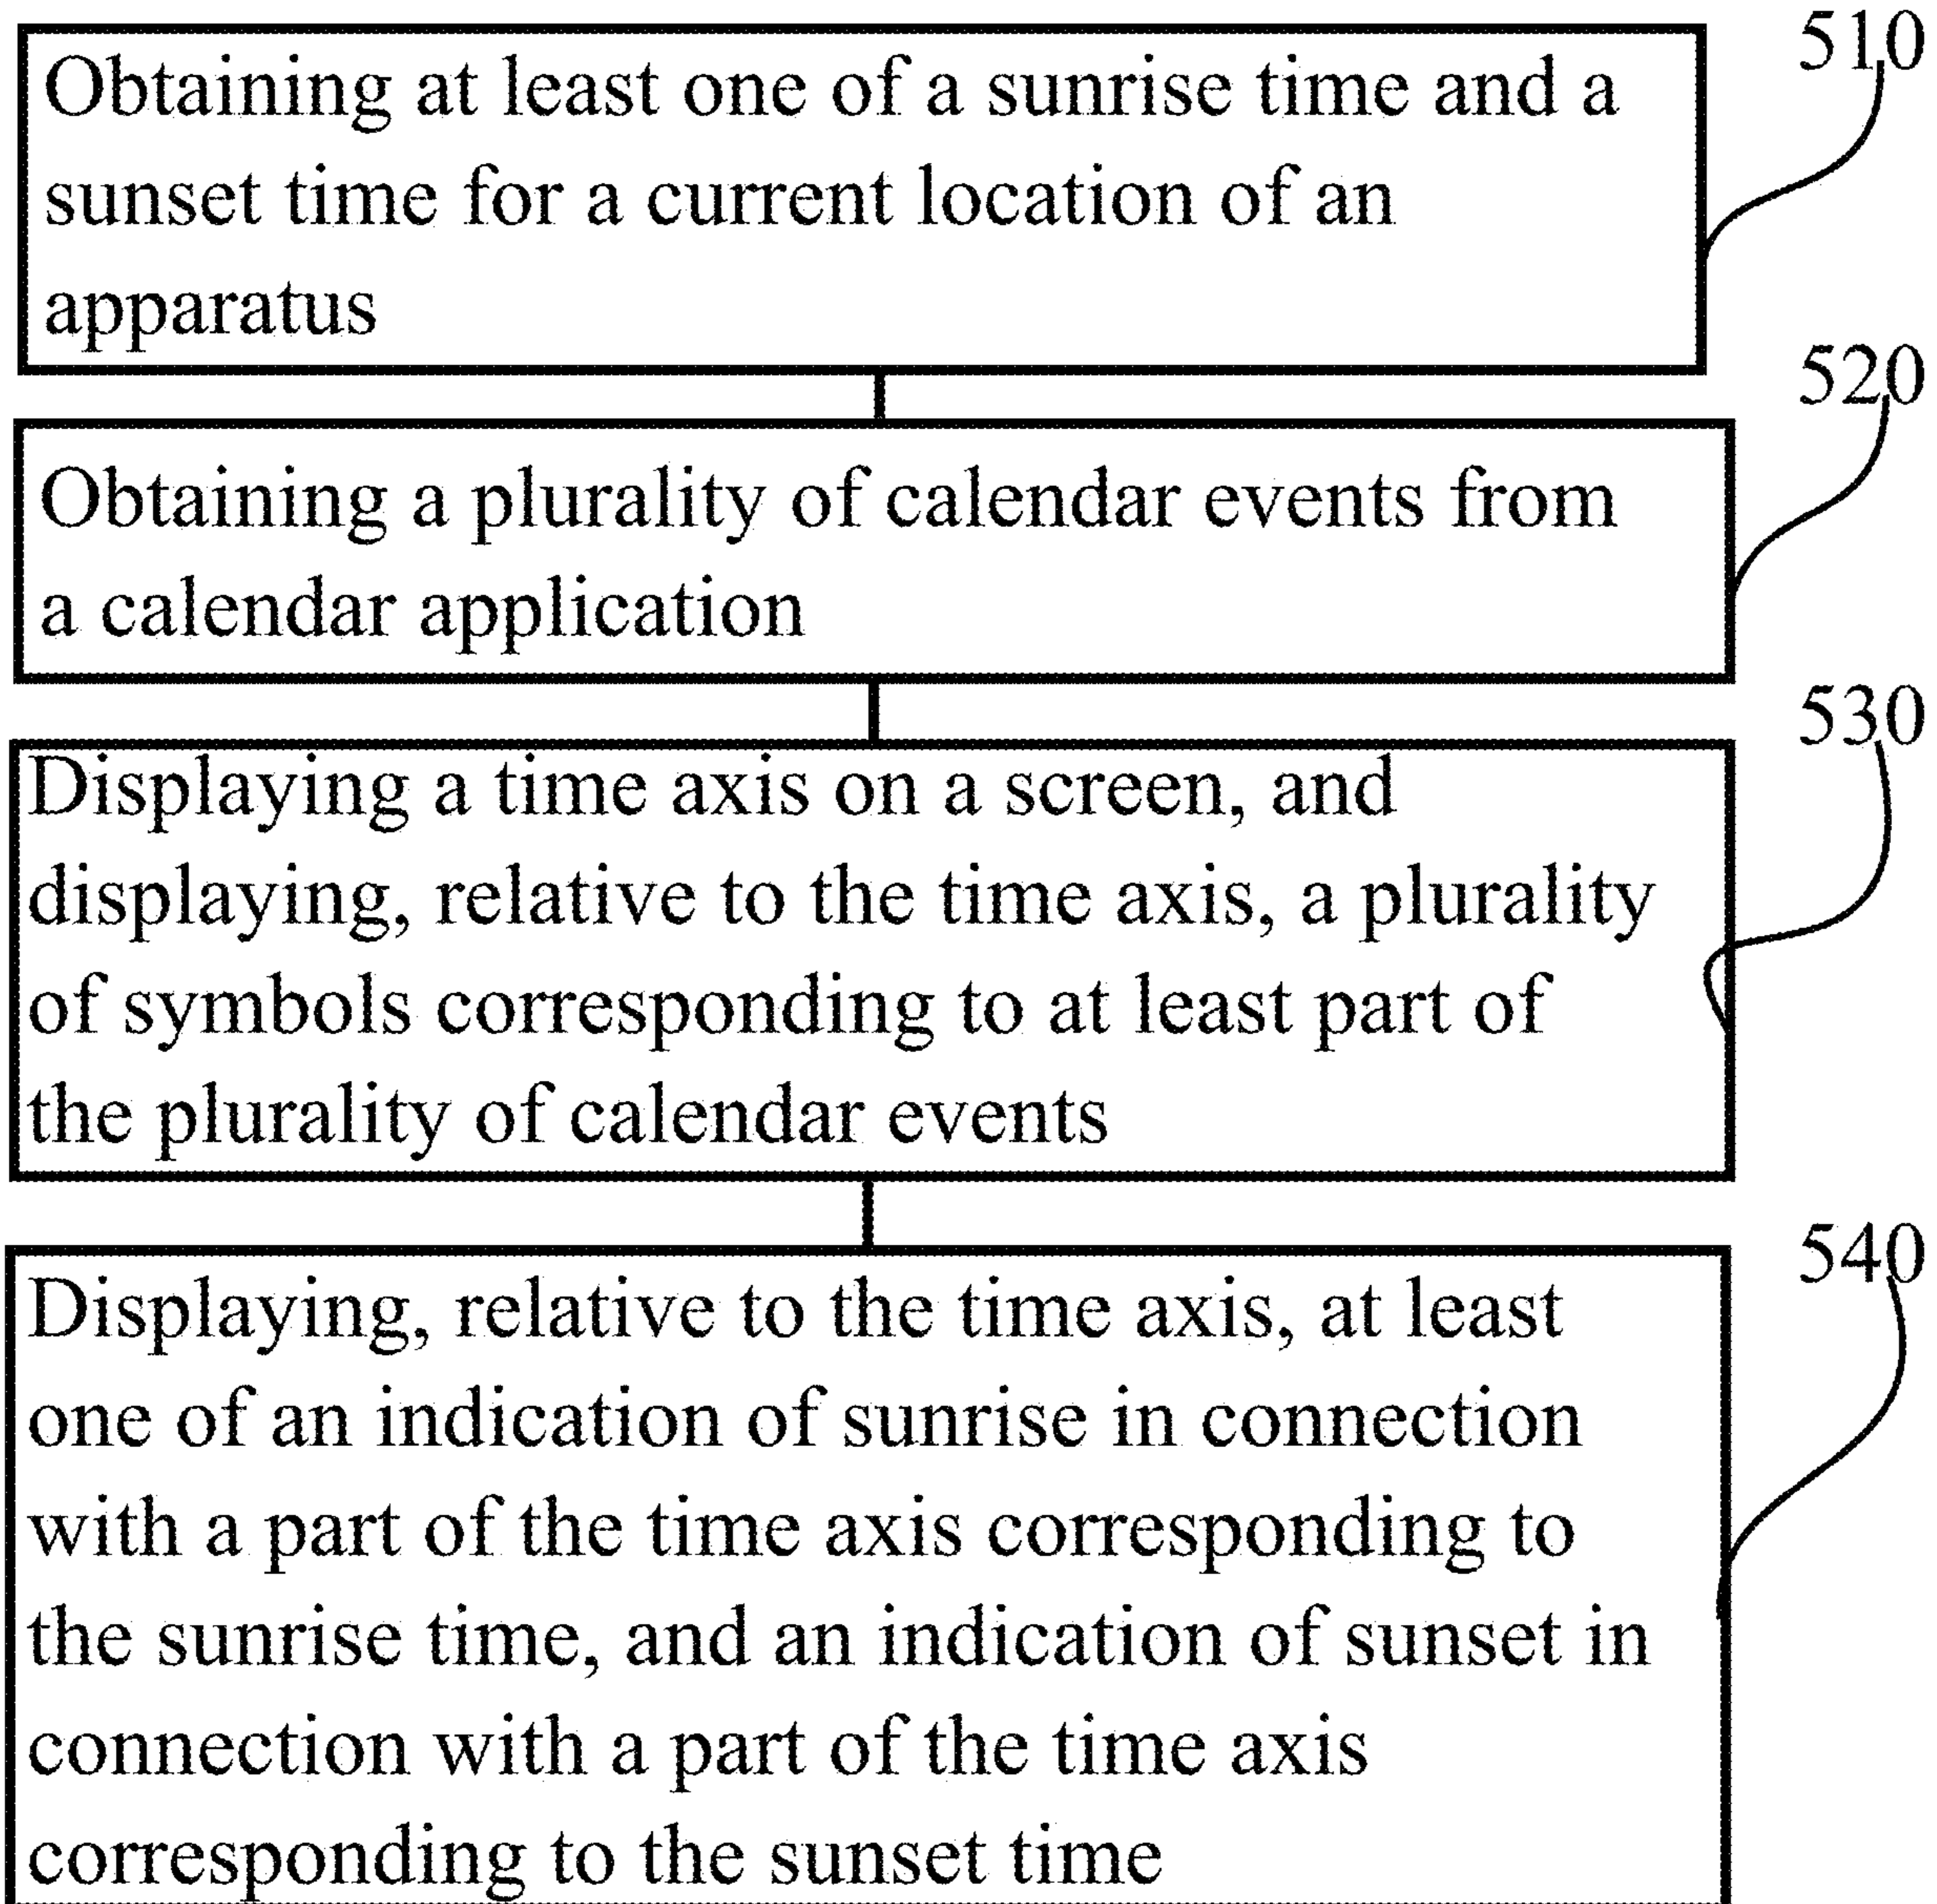 510
Obtaining at least one of a sunrise time and a
sunset time for a current location of an
apparatus
520
Obtaining a plurality of calendar events from
a calendar application
530
Displaying a time axis on a screen, and
displaying, relative to the time axis, a plurality
of symbols corresponding to at least part of
the plurality of calendar events
540
Displaying, relative to the time axis, at least
one of an indication of sunrise in connection
with a part of the time axis corresponding to
the sunrise time, and an indication of sunset in
connection with a part of the time axis
corresponding to the sunset time